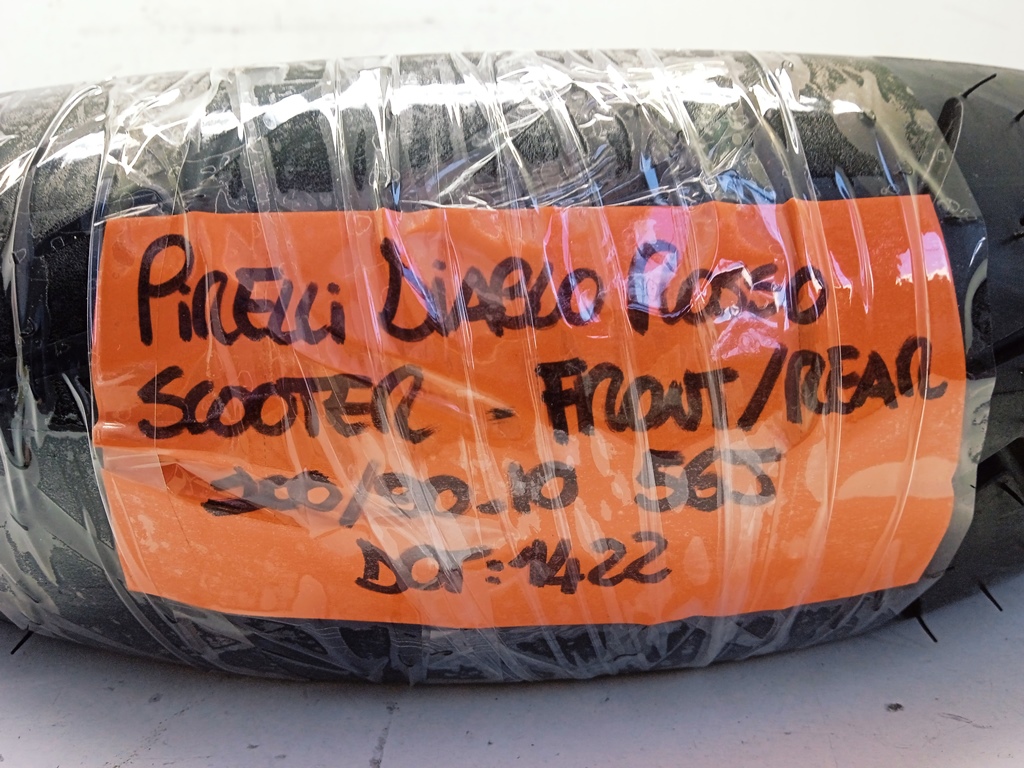 PiRELLi DiABLO ROSSO
SCOOTER - FRONT/REAR
100/90-10 56J
DOT: 1422